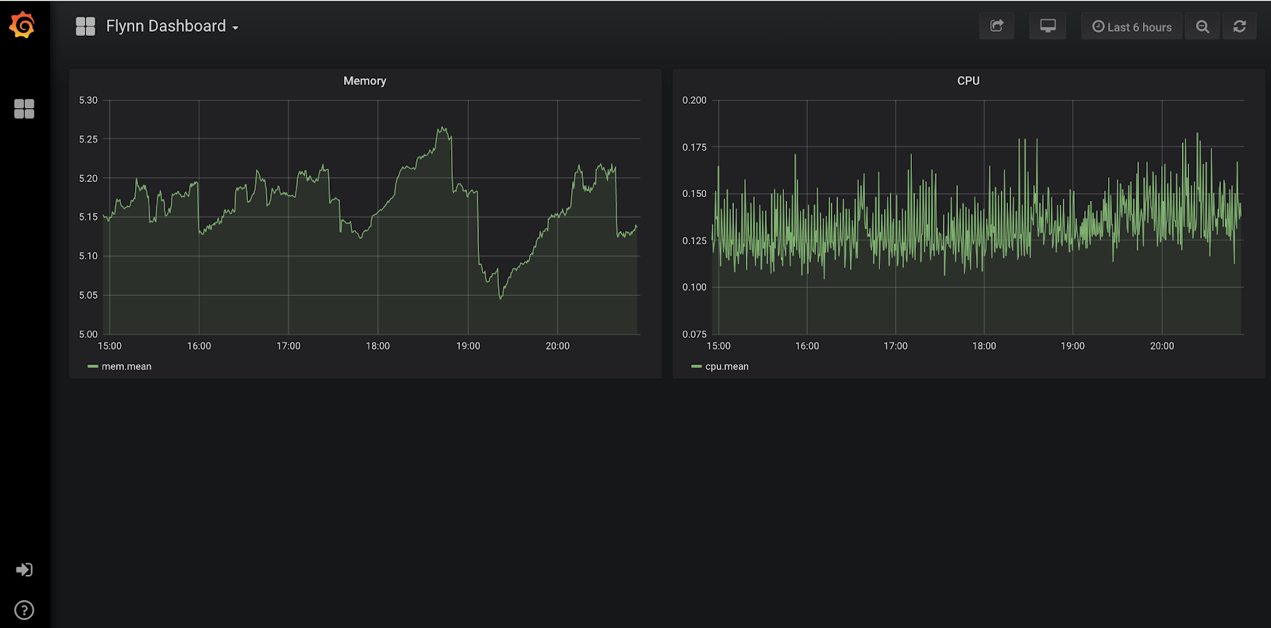 Flynn Dashboard
Last 6 hours
Memory
5.30
5.25
5.20
5.15
5.10
5.05
5.00
15:00 16:00 17:00 18:00 19:00 20:00
mem.mean
CPU
0.200
0.175
0.150
0.125
0.100
0.075
15:00 16:00 17:00 18:00 19:00 20:00
cpu.mean
?